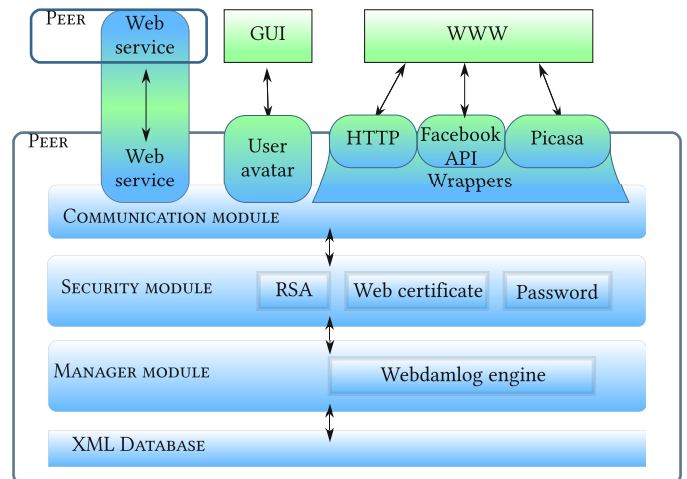 Peer
Web
service
GUI
WWW
Peer
Web
service
User
avatar
HTTP
Facebook
API
Picasa
Wrappers
Communication module
Security module
RSA
Web certificate
Password
Manager module
Webdamlog engine
XML Database